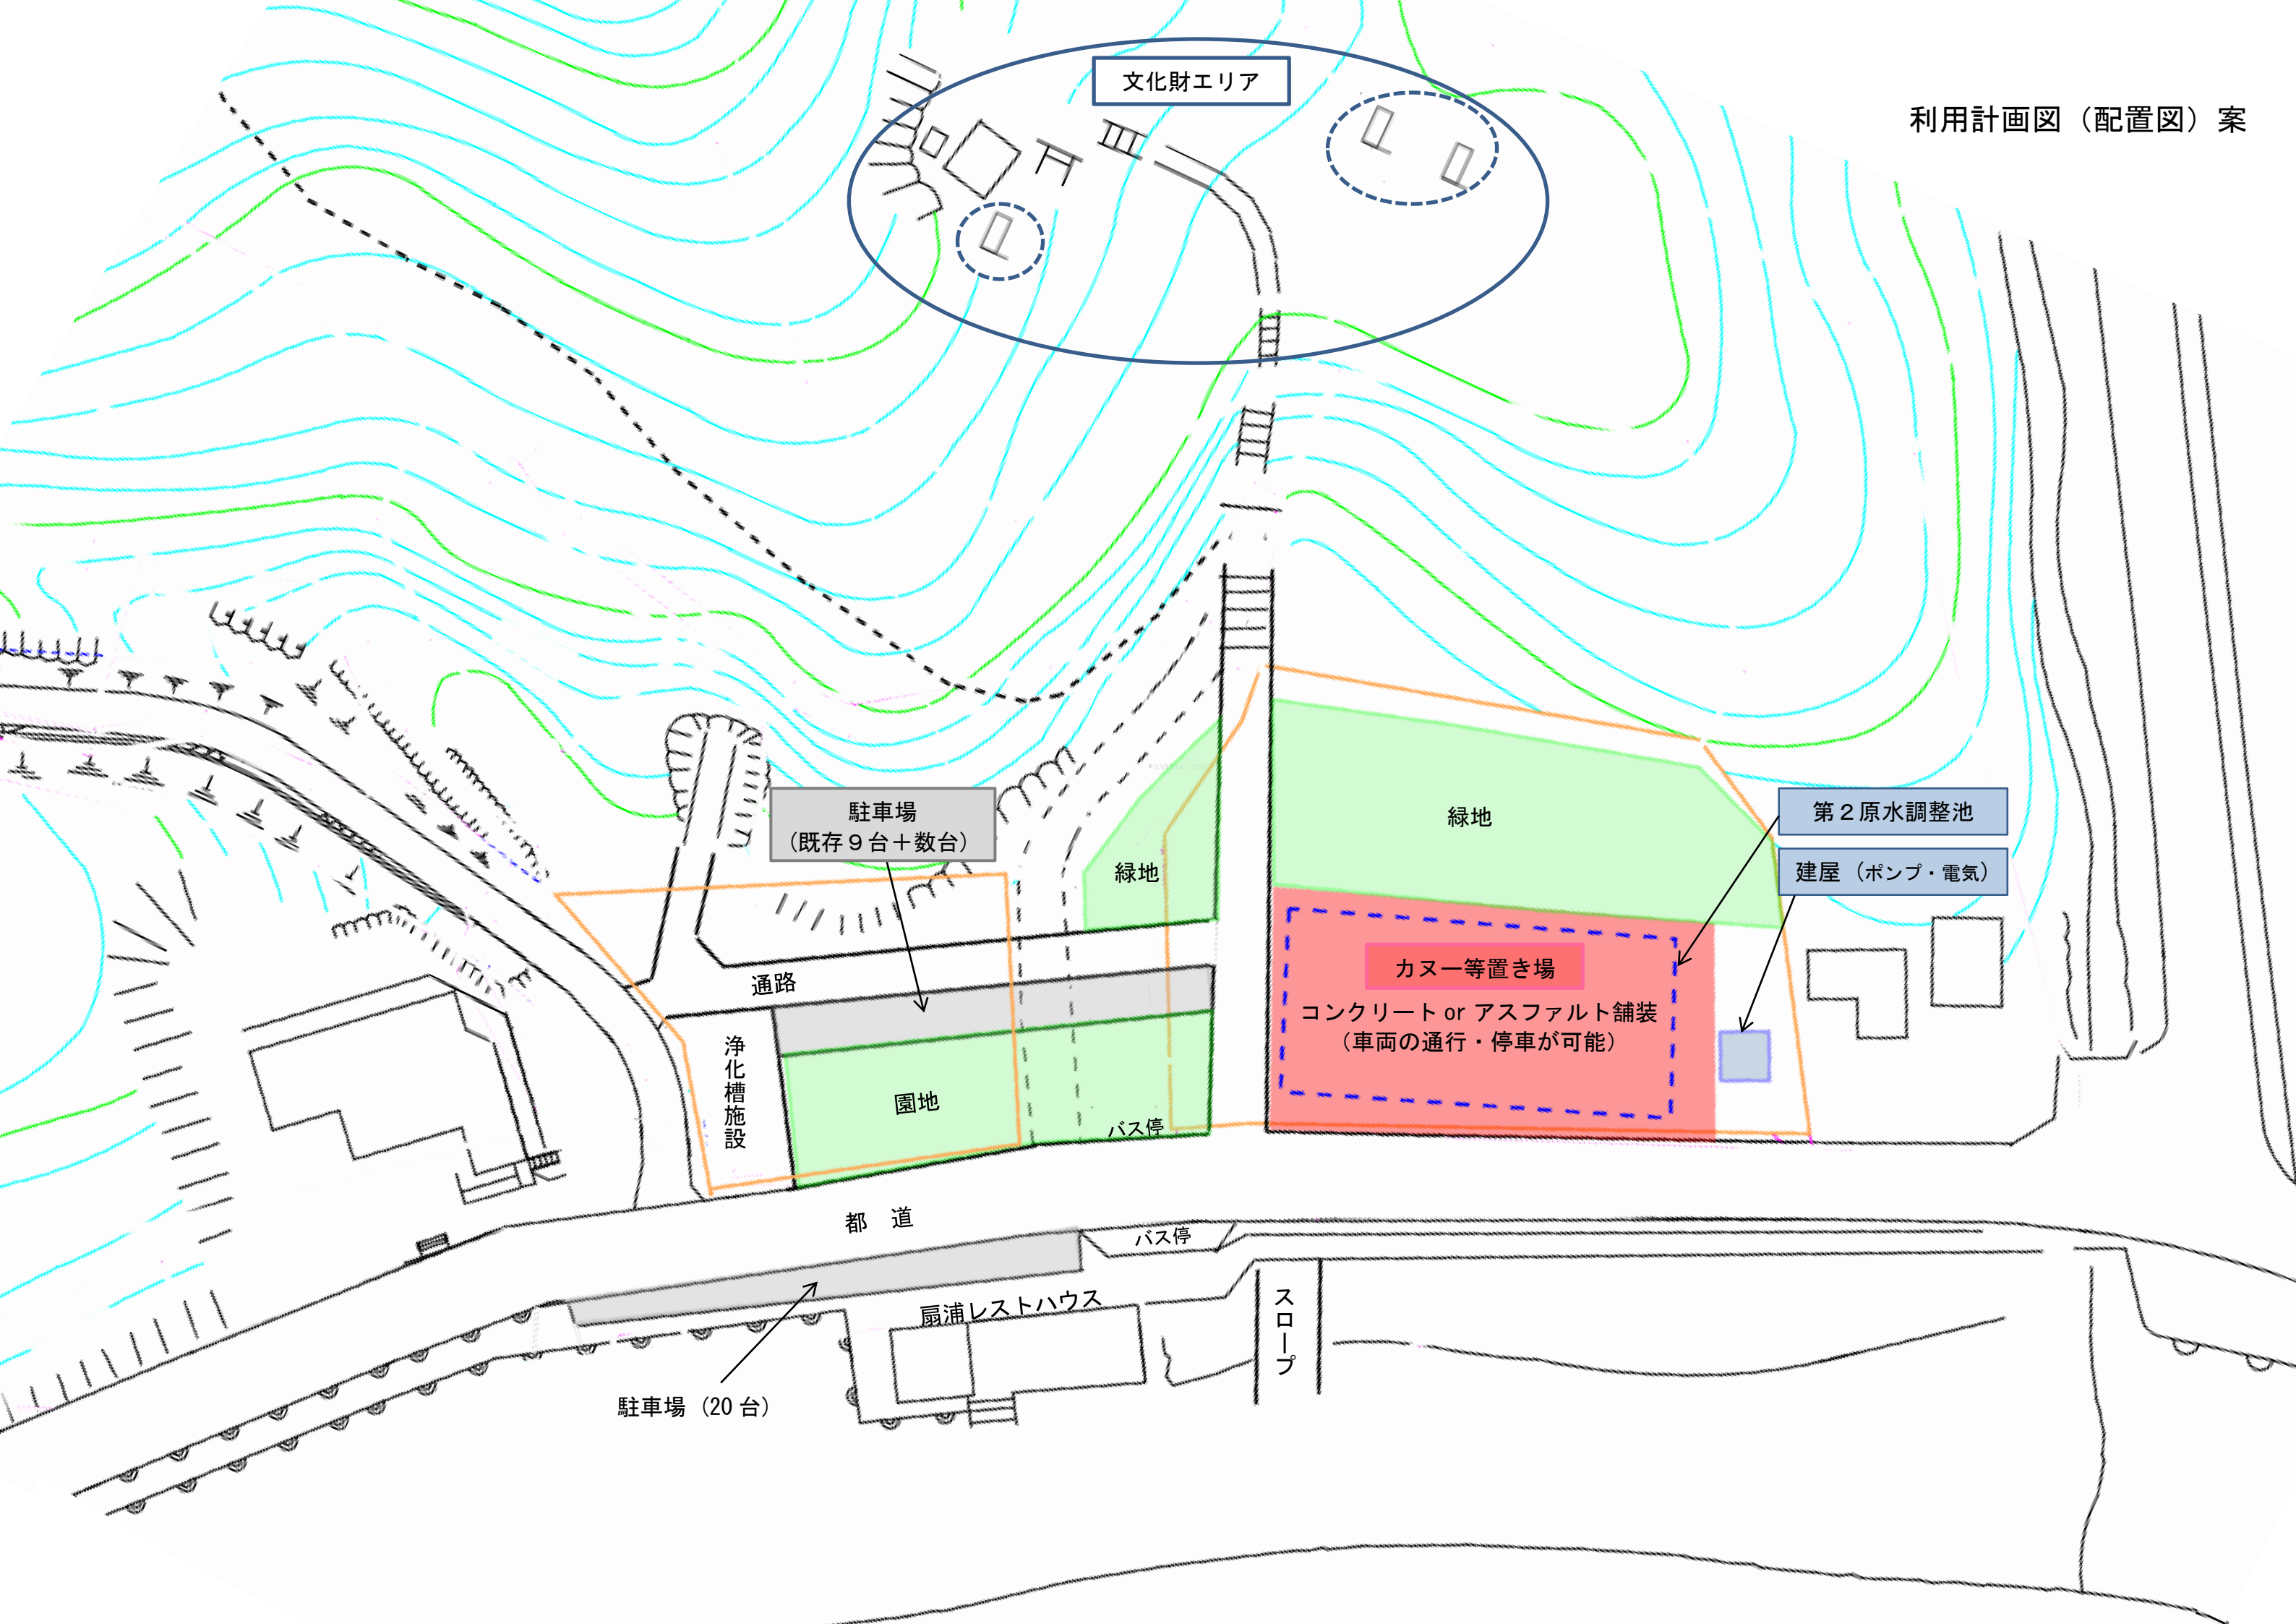 文化財エリア
利用計画図（配置図）案
駐車場
（既存９台＋数台）
緑地
緑地
第２原水調整池
建屋（ポンプ・電気）
通路
カヌー等置き場
コンクリート or アスファルト舗装
（車両の通行・停車が可能）
浄化槽施設
園地
バス停
都　道
バス停
扇浦レストハウス
スロープ
駐車場（20 台）